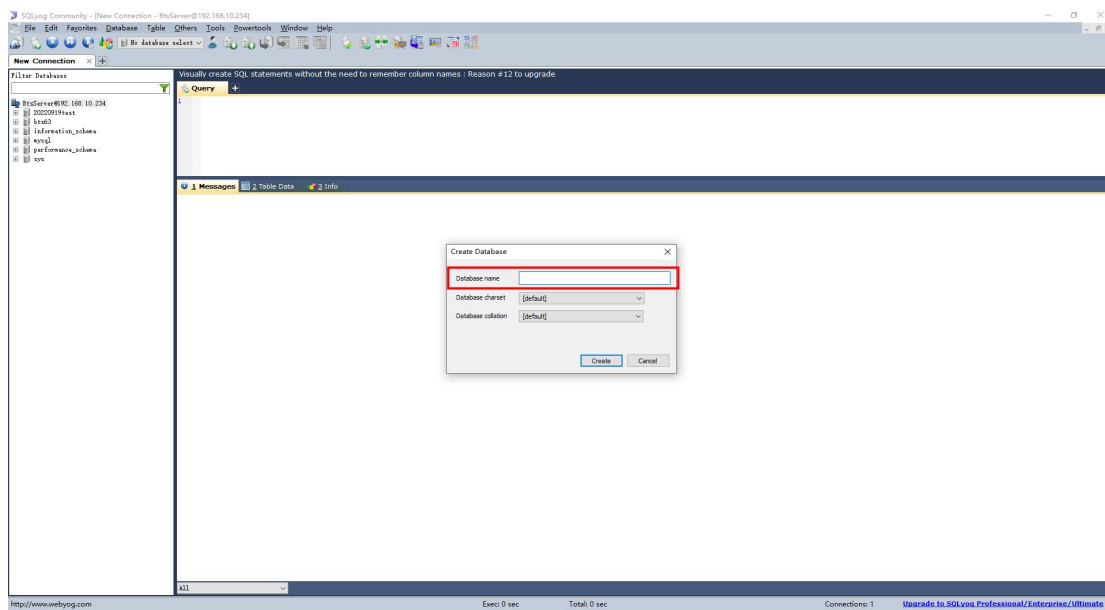 SQLyog Community - [New Connection - BtsServer@192.168.10.234]
File Edit Favorites Database Table Others Tools Powertools Window Help
No database select
New Connection
Filter Databases
Visually create SQL statements without the need to remember column names : Reason #12 to upgrade
Query
1
BtsServer@192.168.10.234
20220919test
bts63
information_schema
mysql
performance_schema
sys
1 Messages 2 Table Data 3 Info
Create Database
Database name
Database charset [default]
Database collation [default]
Create Cancel
All
http://www.webyog.com Exec: 0 sec Total: 0 sec Connections: 1 Upgrade to SQLyog Professional/Enterprise/Ultimate